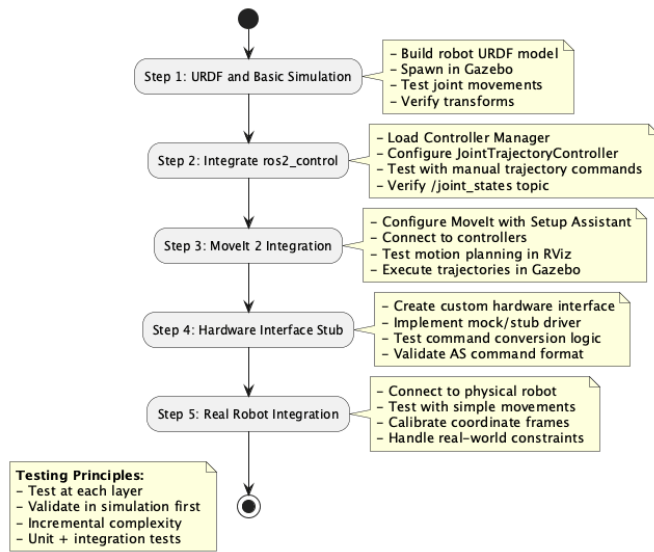 Step 1: URDF and Basic Simulation
- Build robot URDF model
- Spawn in Gazebo
- Test joint movements
- Verify transforms
Step 2: Integrate ros2_control
- Load Controller Manager
- Configure JointTrajectoryController
- Test with manual trajectory commands
- Verify /joint_states topic
Step 3: MoveIt 2 Integration
- Configure MoveIt with Setup Assistant
- Connect to controllers
- Test motion planning in RViz
- Execute trajectories in Gazebo
Step 4: Hardware Interface Stub
- Create custom hardware interface
- Implement mock/stub driver
- Test command conversion logic
- Validate AS command format
Step 5: Real Robot Integration
- Connect to physical robot
- Test with simple movements
- Calibrate coordinate frames
- Handle real-world constraints
Testing Principles:
- Test at each layer
- Validate in simulation first
- Incremental complexity
- Unit + integration tests